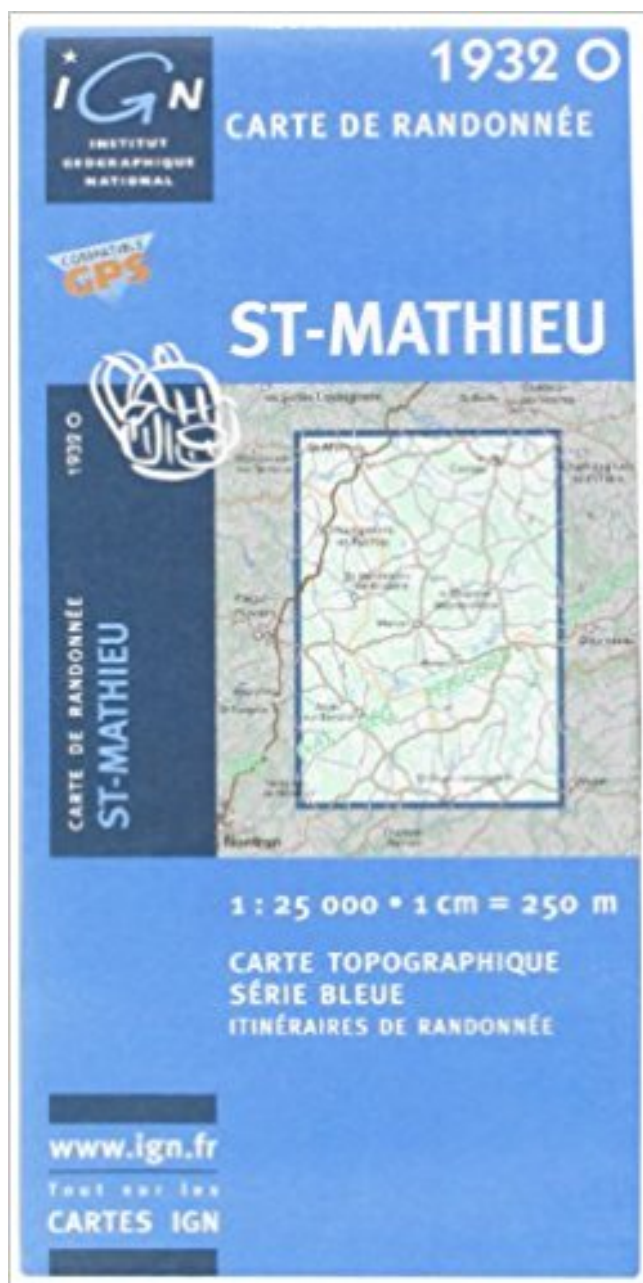 1932 O
IGN
INSTITUT
GEOGRAPHIQUE
NATIONAL
CARTE DE RANDONNÉE
COMPATIBLE
GPS
ST-MATHIEU
1932 O
CARTE DE RANDONNÉE
ST-MATHIEU
Nontron
1 : 25 000 • 1 cm = 250 m
CARTE TOPOGRAPHIQUE
SÉRIE BLEUE
ITINÉRAIRES DE RANDONNÉE
www.ign.fr
Tout sur les
CARTES IGN